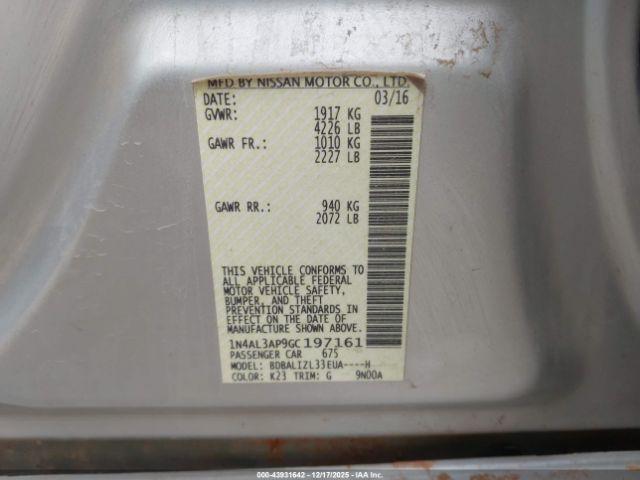 MFD BY NISSAN MOTOR CO., LTD.
DATE: 03/16
GVWR: 1917 KG
4226 LB
GAWR FR.: 1010 KG
2227 LB
GAWR RR.: 940 KG
2072 LB
THIS VEHICLE CONFORMS TO
ALL APPLICABLE FEDERAL
MOTOR VEHICLE SAFETY,
BUMPER, AND THEFT
PREVENTION STANDARDS IN
EFFECT ON THE DATE OF
MANUFACTURE SHOWN ABOVE.
1N4AL3AP9GC197161
PASSENGER CAR 675
MODEL: BDBALIZL33EUA----H
COLOR: K23 TRIM: G 9N00A
000-43931642 - 12/17/2025 - IAA Inc.